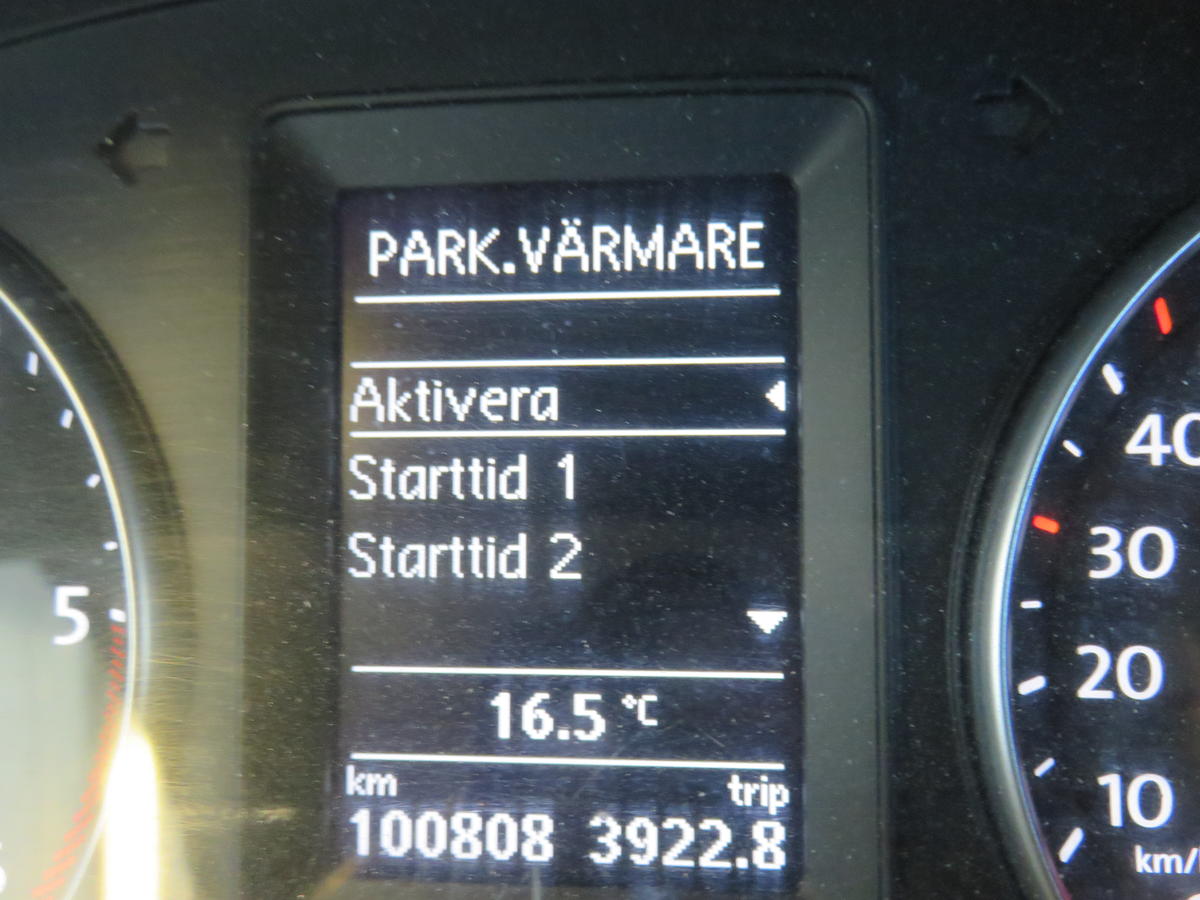 PARK.VÄRMARE
Aktivera
Starttid 1
Starttid 2
16.5 °C
km trip
100808 3922.8
5
40
30
20
10